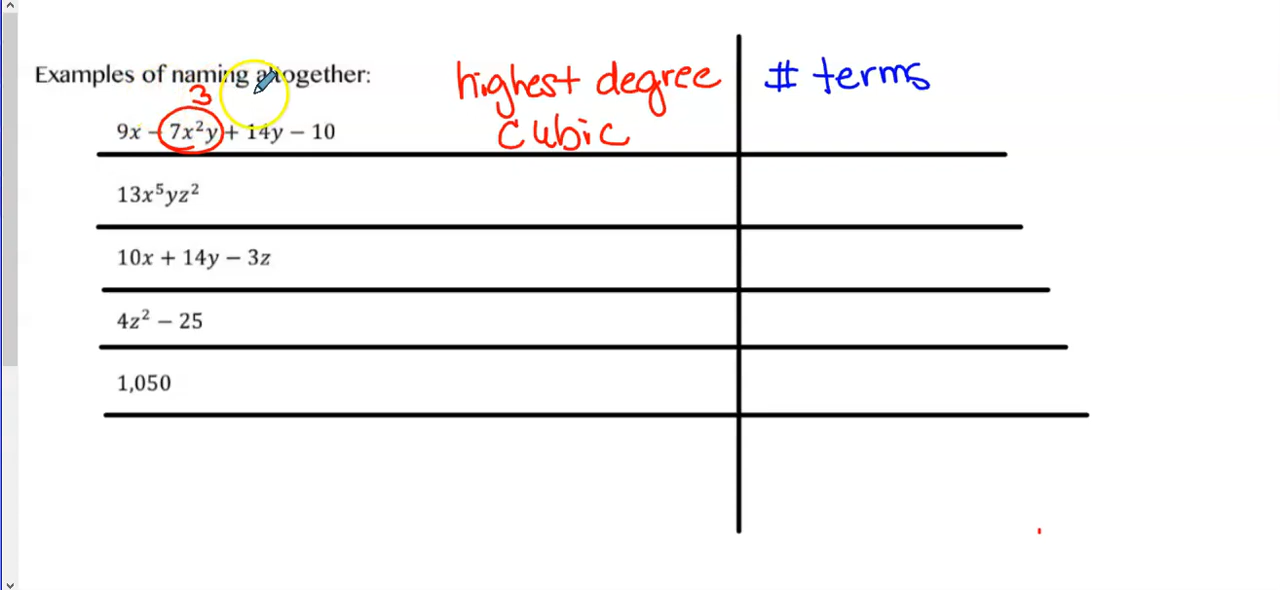 Examples of naming altogether:
highest degree
# terms
3
9x − 7x²y + 14y − 10
cubic
13x⁵yz²
10x + 14y − 3z
4z² − 25
1,050